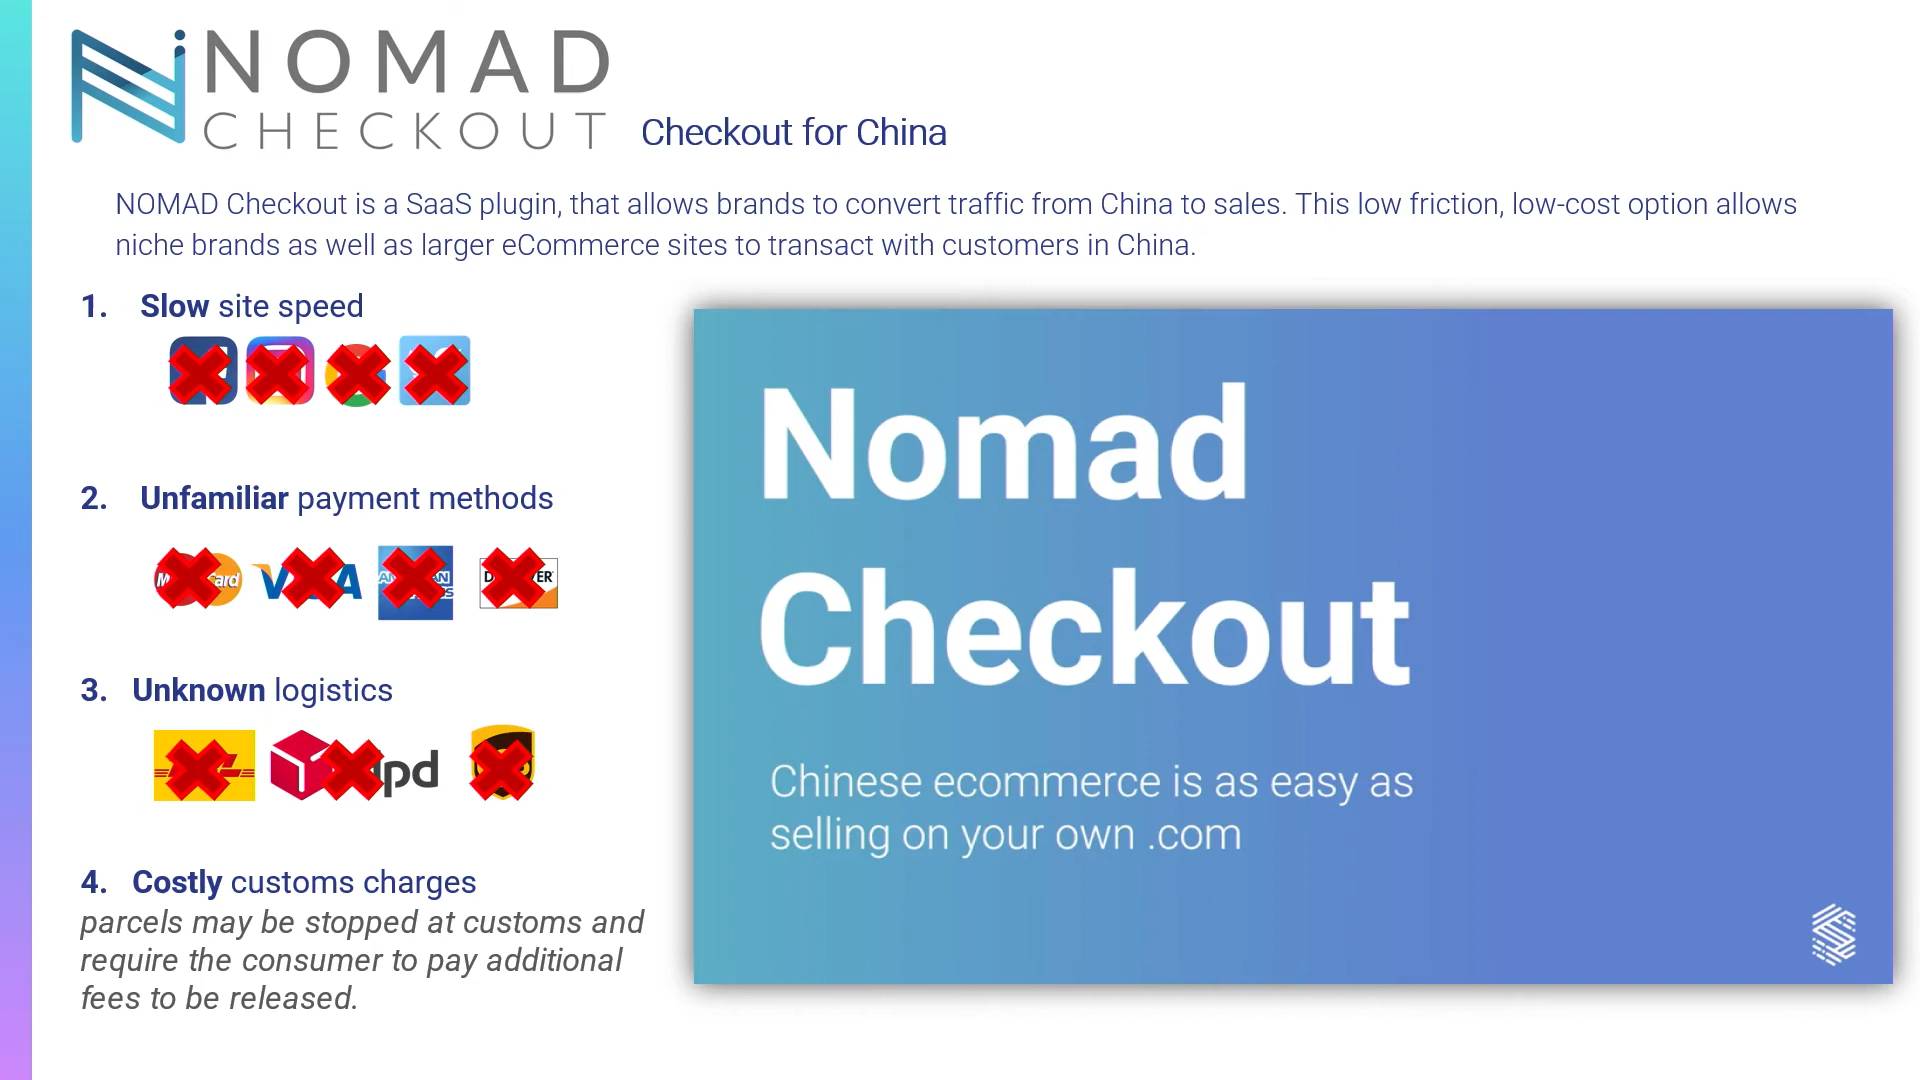 NOMAD
CHECKOUT
Checkout for China
NOMAD Checkout is a SaaS plugin, that allows brands to convert traffic from China to sales. This low friction, low-cost option allows
niche brands as well as larger eCommerce sites to transact with customers in China.
1. Slow site speed
2. Unfamiliar payment methods
3. Unknown logistics
4. Costly customs charges
parcels may be stopped at customs and
require the consumer to pay additional
fees to be released.
Nomad
Checkout
Chinese ecommerce is as easy as
selling on your own .com